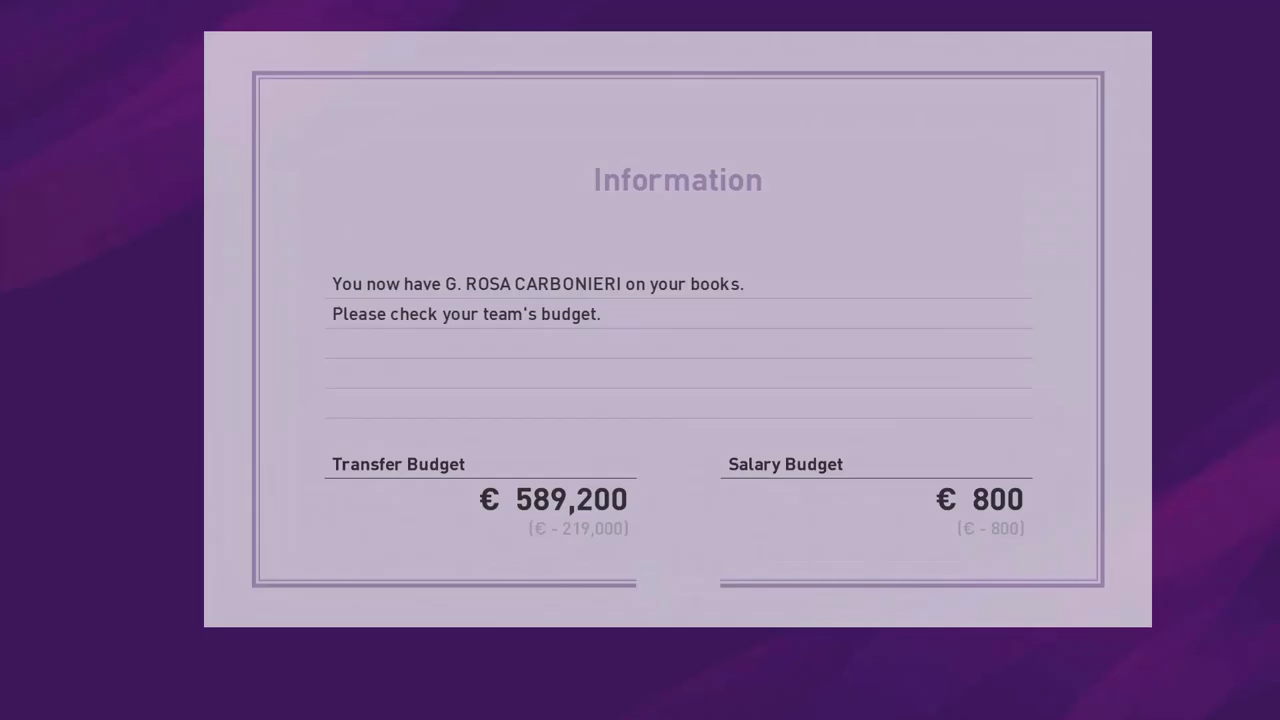 Information
You now have G. ROSA CARBONIERI on your books.
Please check your team's budget.
Transfer Budget
€ 589,200
(€ - 219,000)
Salary Budget
€ 800
(€ - 800)